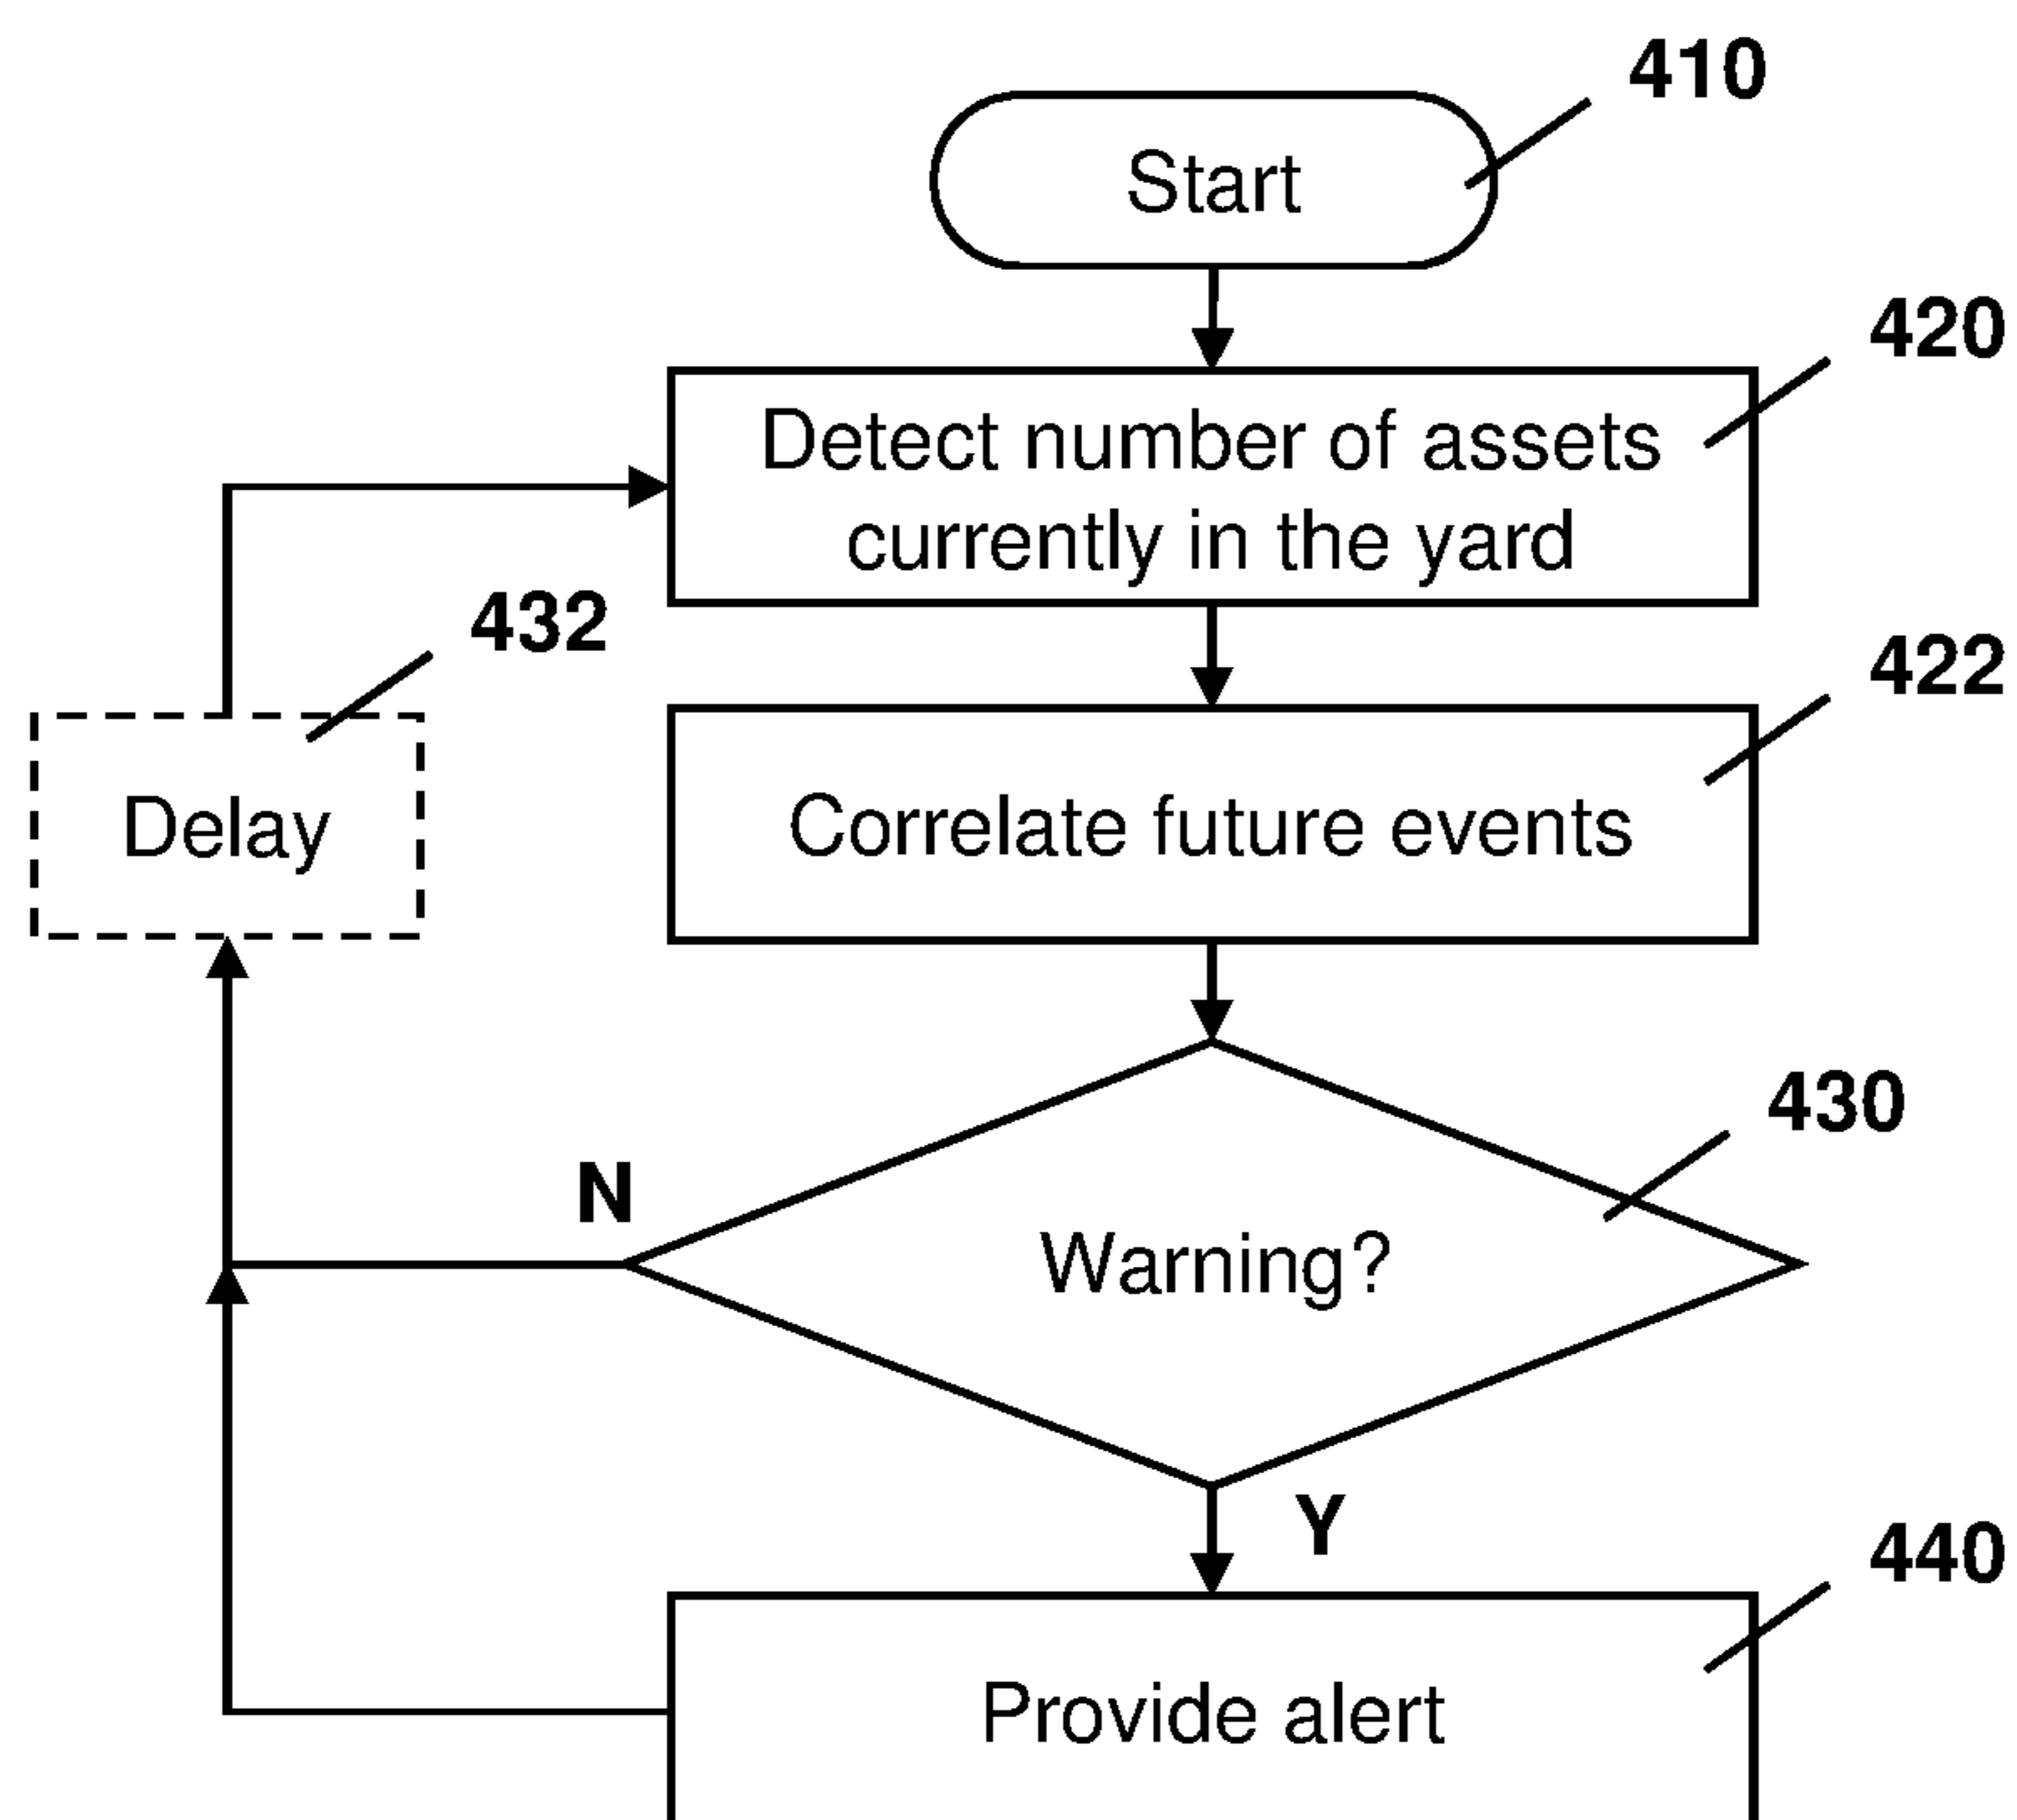 410
Start
420
Detect number of assets
currently in the yard
432
422
Delay
Correlate future events
430
N
Warning?
Y
440
Provide alert